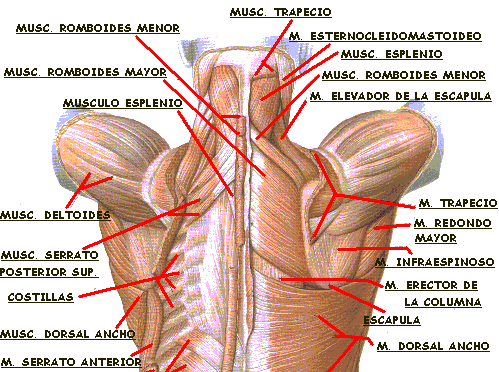 MUSC. TRAPECIO
MUSC. ROMBOIDES MENOR
M. ESTERNOCLEIDOMASTOIDEO
MUSC. ESPLENIO
MUSC. ROMBOIDES MAYOR
MUSC. ROMBOIDES MENOR
MUSCULO ESPLENIO
M. ELEVADOR DE LA ESCAPULA
MUSC. DELTOIDES
M. TRAPECIO
M. REDONDO
MAYOR
MUSC. SERRATO
POSTERIOR SUP.
M. INFRAESPINOSO
COSTILLAS
M. ERECTOR DE
LA COLUMNA
ESCAPULA
MUSC. DORSAL ANCHO
M. DORSAL ANCHO
M. SERRATO ANTERIOR